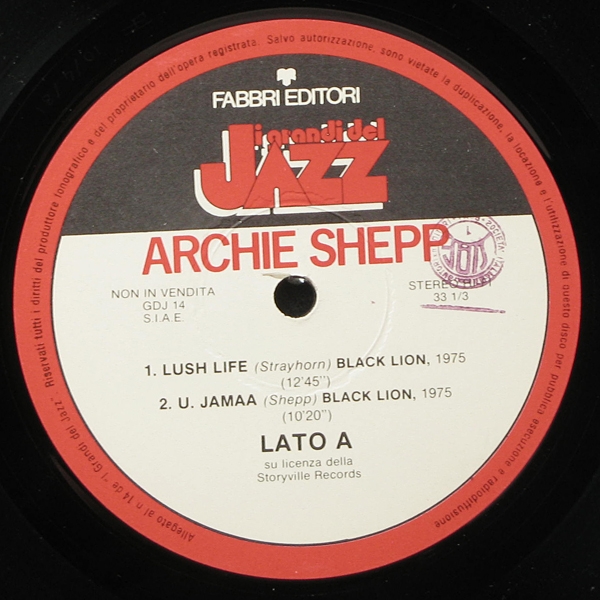 Riservati tutti i diritti del produttore fonografico e del proprietario dell'opera registrata. Salvo autorizzazione, sono vietate la duplicazione, la locazione e l'utilizzazione di questo disco per pubblica esecuzione e radiodiffusione
FABBRI EDITORI
i grandi del
JAZZ
ARCHIE SHEPP
NON IN VENDITA
GDJ 14
S.I.A.E.
STEREO
33 1/3
1. LUSH LIFE (Strayhorn) BLACK LION, 1975
(12'45")
2. U. JAMAA (Shepp) BLACK LION, 1975
(10'20")
LATO A
su licenza della
Storyville Records
Allegato al n 14 de "I Grandi del Jazz"